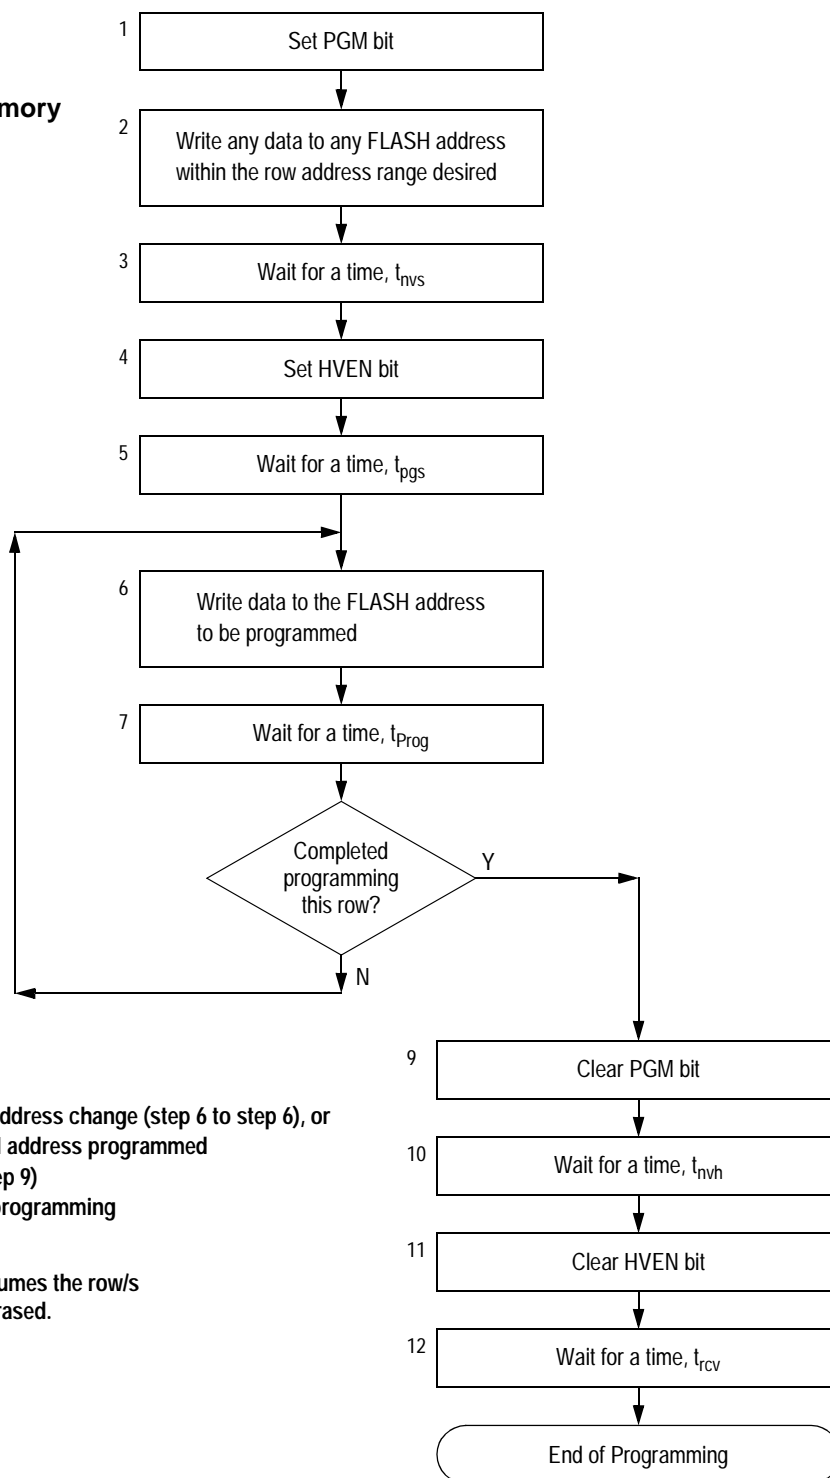 1
Set PGM bit
mory
2
Write any data to any FLASH address
within the row address range desired
3
Wait for a time, tnvs
4
Set HVEN bit
5
Wait for a time, tpgs
6
Write data to the FLASH address
to be programmed
7
Wait for a time, tProg
Completed
programming
this row?
Y
N
9
Clear PGM bit
ddress change (step 6 to step 6), or
address programmed
ep 9)
programming
10
Wait for a time, tnvh
11
Clear HVEN bit
umes the row/s
rased.
12
Wait for a time, trcv
End of Programming